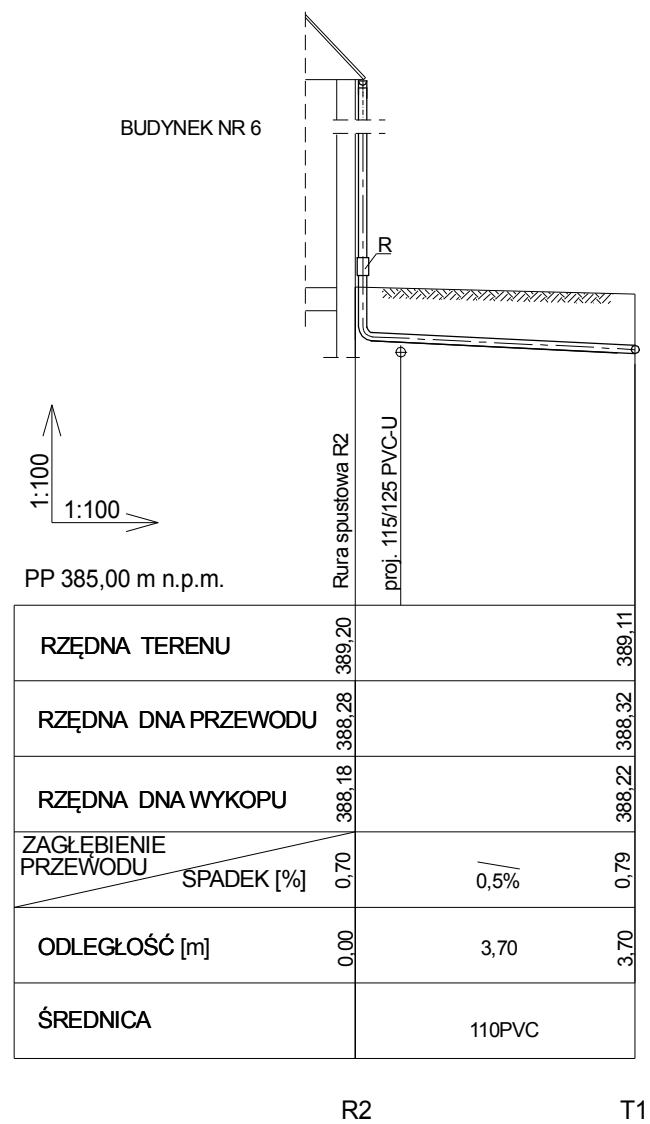 BUDYNEK NR 6
R
1:100
1:100
Rura spustowa R2
proj. 115/125 PVC-U
PP 385,00 m n.p.m.
RZĘDNA TERENU 389,20 389,11
RZĘDNA DNA PRZEWODU 388,28 388,32
RZĘDNA DNA WYKOPU 388,18 388,22
ZAGŁĘBIENIE
PRZEWODU
SPADEK [%] 0,70 0,5% 0,79
ODLEGŁOŚĆ [m] 0,00 3,70 3,70
ŚREDNICA 110PVC
R2 T1